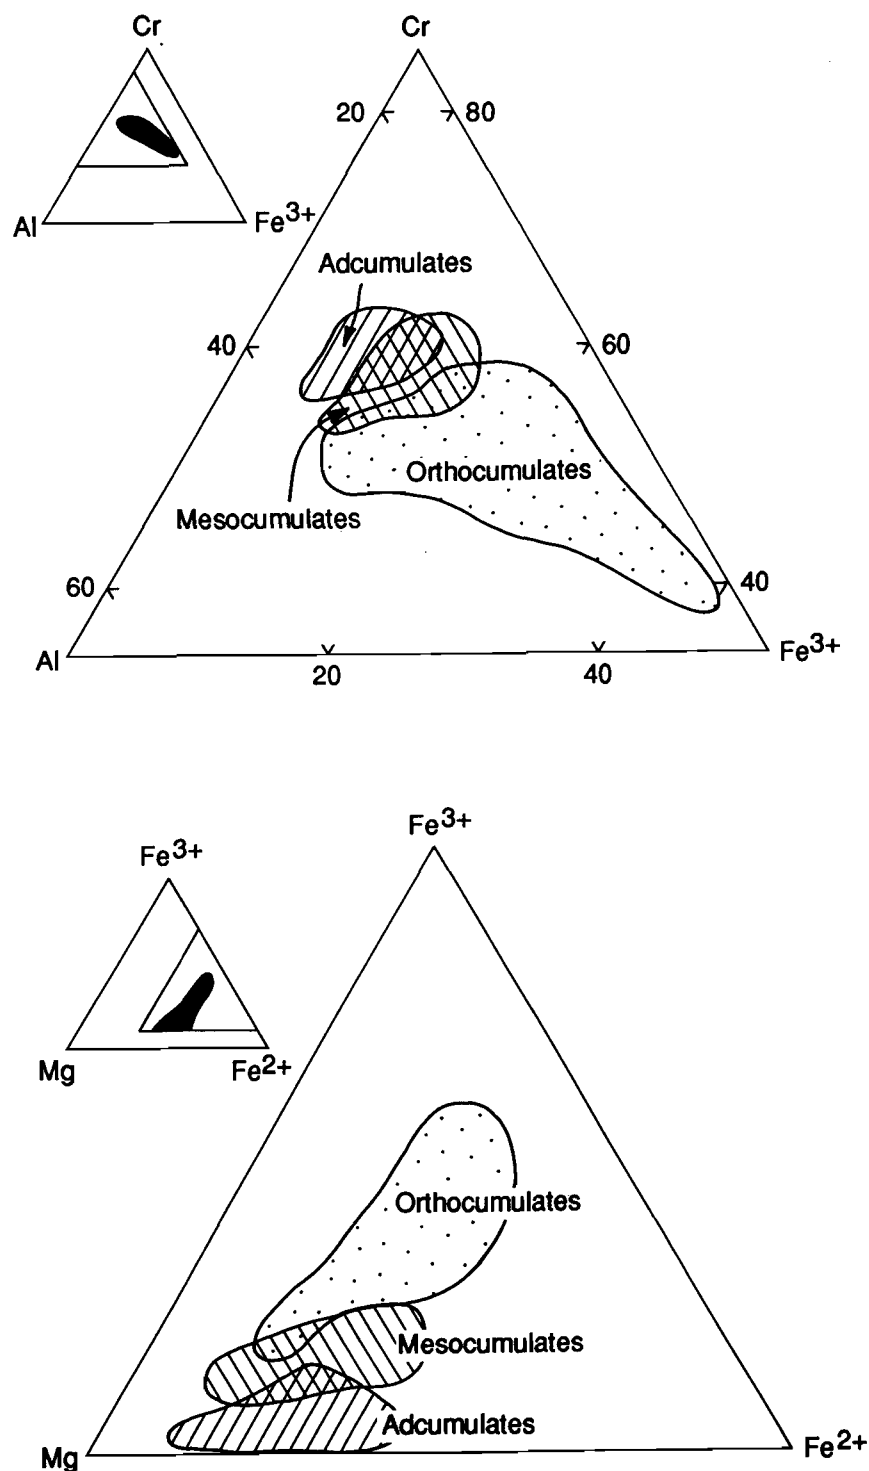 Cr
Al
Fe3+
Cr
20
80
Adcumulates
40
60
Orthocumulates
Mesocumulates
60
40
Al
Fe3+
20
40
Fe3+
Mg
Fe2+
Fe3+
Orthocumulates
Mesocumulates
Adcumulates
Mg
Fe2+